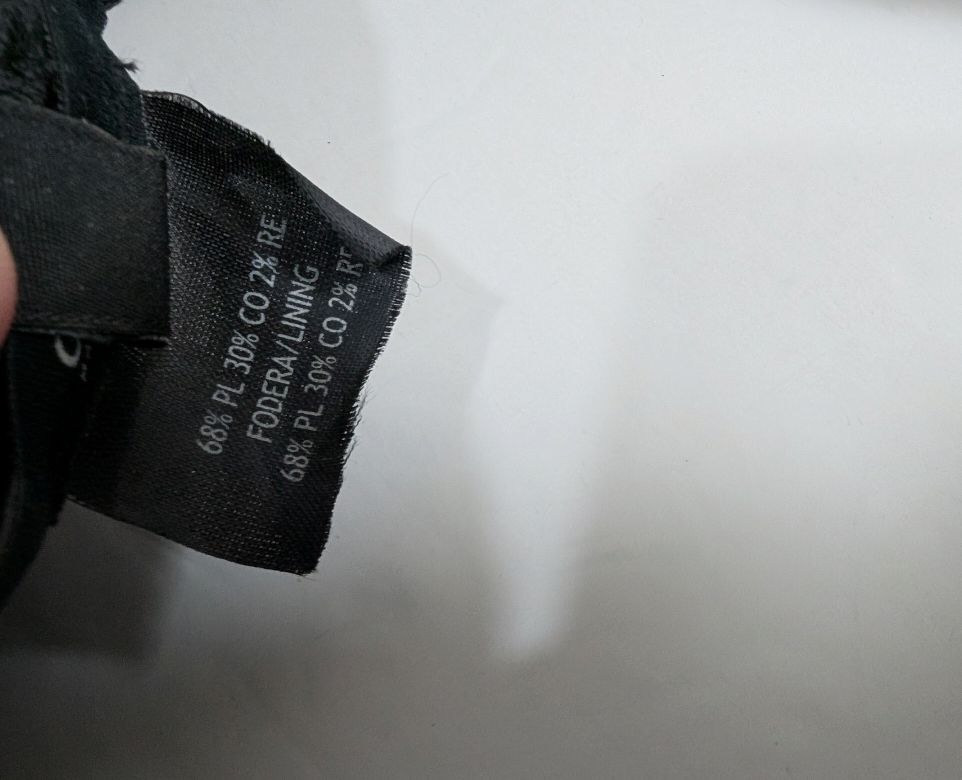 68% PL 30% CO 2% RE
FODERA/LINING
68% PL 30% CO 2% RE